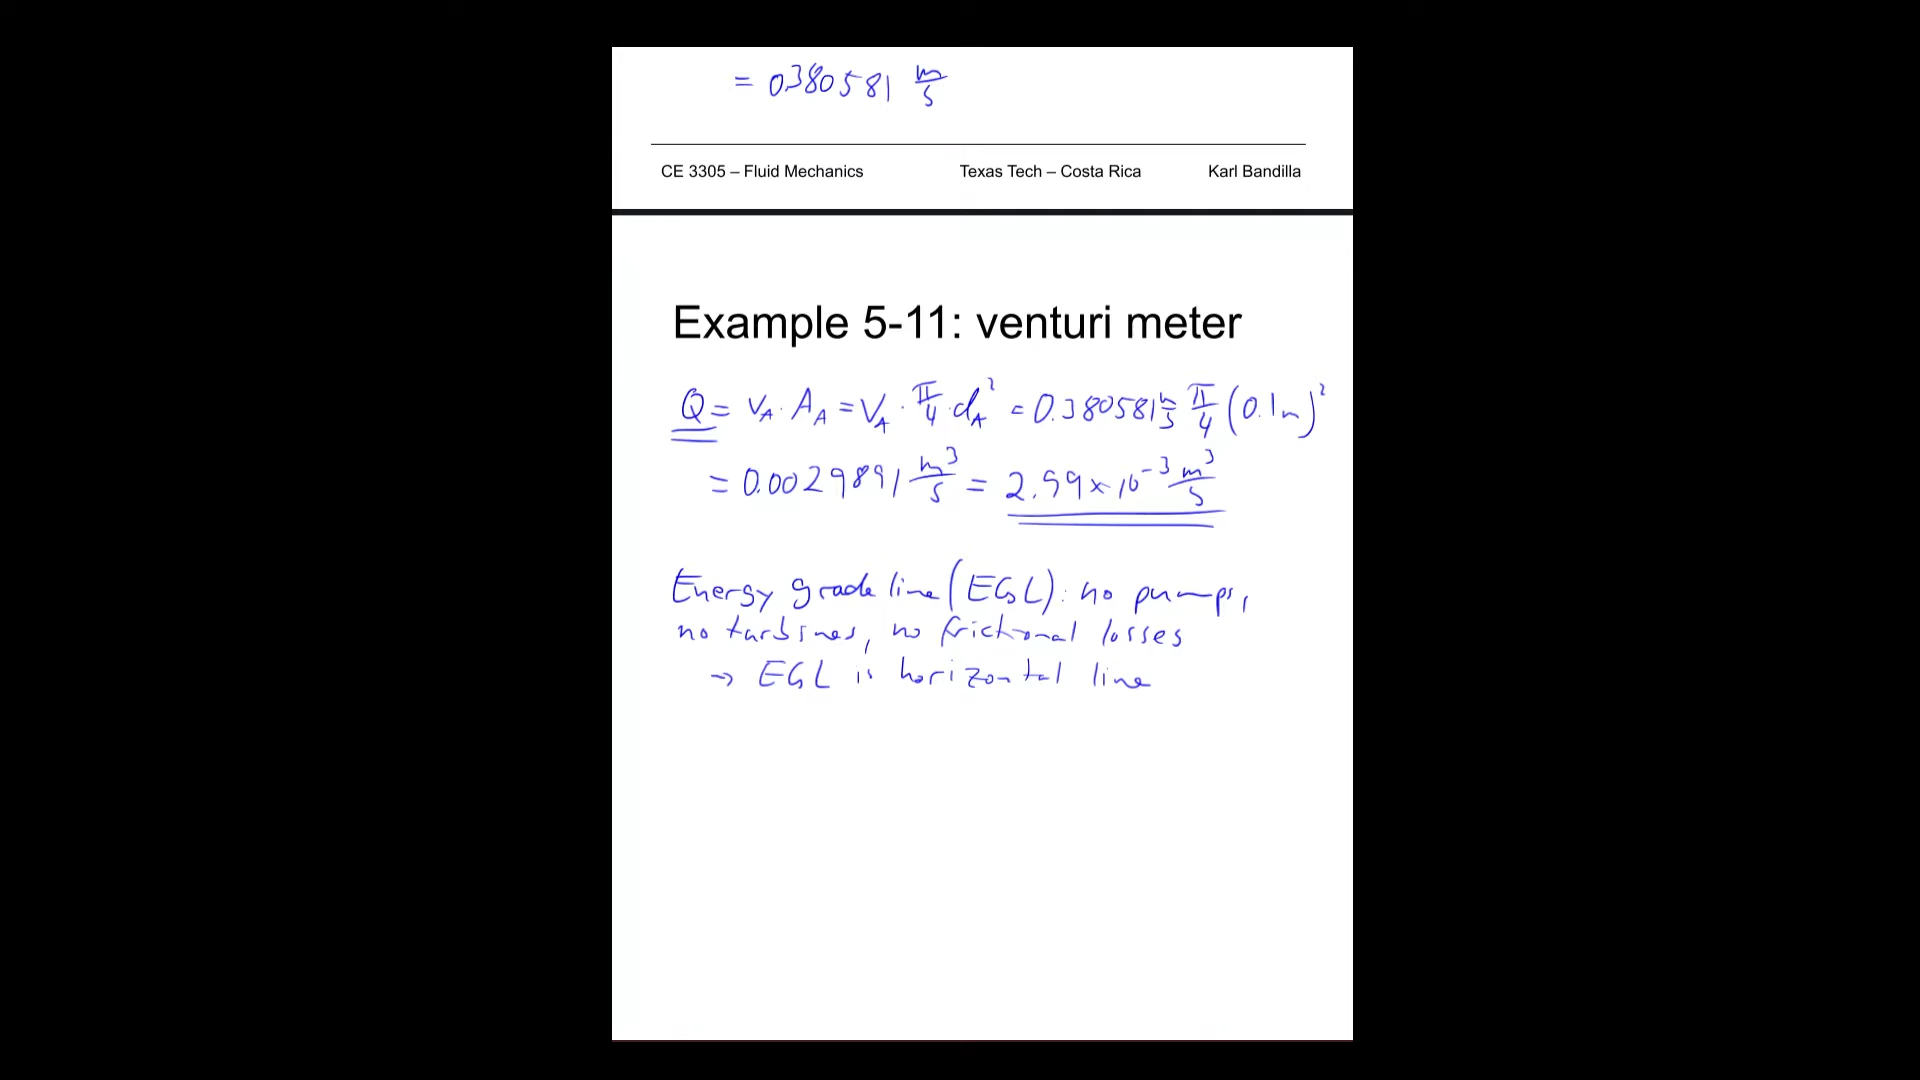 = 0.380581 m/s
CE 3305 – Fluid Mechanics Texas Tech – Costa Rica Karl Bandilla
Example 5-11: venturi meter
Q = V_A · A_A = V_A · π/4 · d_A² = 0.380581 m/s π/4 (0.1m)²
= 0.0029891 m³/s = 2.99 × 10⁻³ m³/s
Energy grade line (EGL): no pumps,
no turbines, no frictional losses
→ EGL is horizontal line